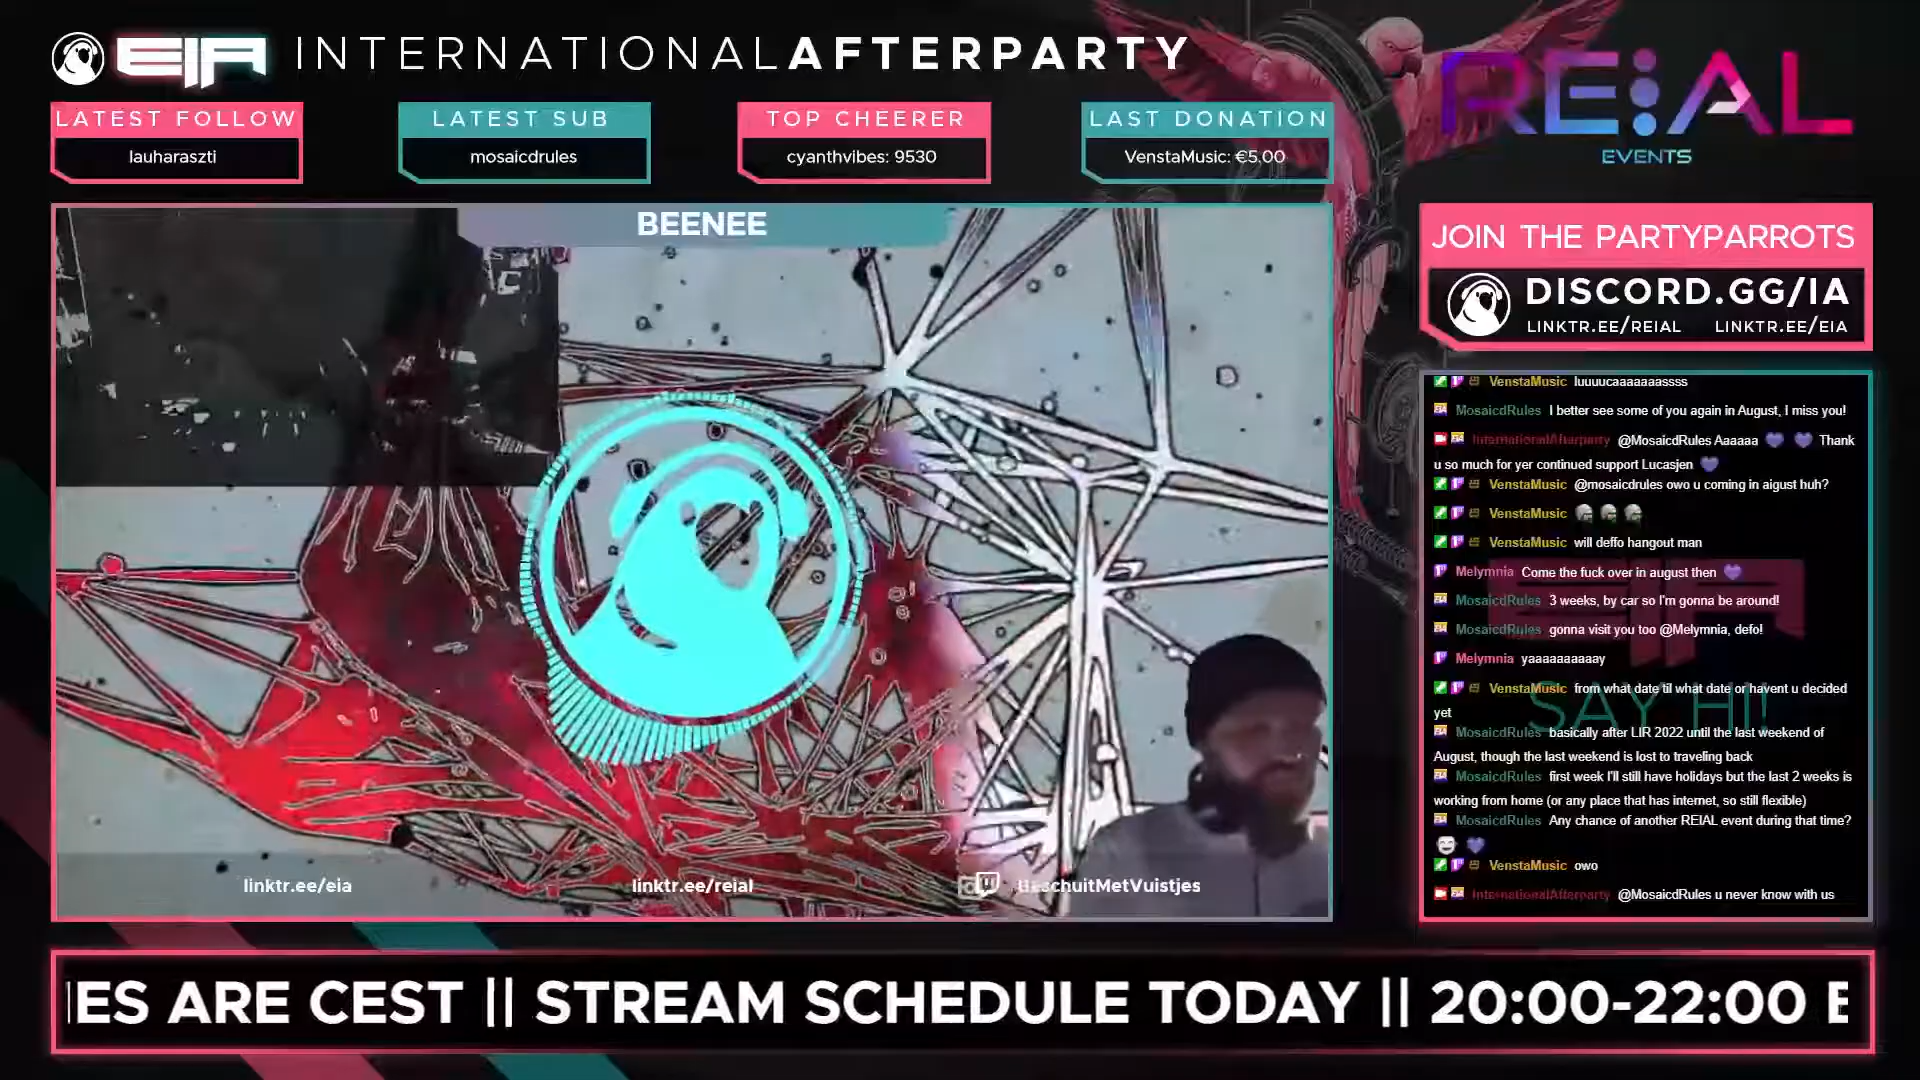 EIA INTERNATIONALAFTERPARTY
RE:AL
EVENTS
LATEST FOLLOW
lauharaszti
LATEST SUB
mosaicdrules
TOP CHEERER
cyanthvibes: 9530
LAST DONATION
VenstaMusic: €5.00
BEENEE
JOIN THE PARTYPARROTS
DISCORD.GG/IA
LINKTR.EE/REIAL LINKTR.EE/EIA
VenstaMusic luuuucaaaaaaassss
MosaicdRules I better see some of you again in August, I miss you!
InternationalAfterparty @MosaicdRules Aaaaaa Thank
u so much for yer continued support Lucasjen
VenstaMusic @mosaicdrules owo u coming in aigust huh?
VenstaMusic
VenstaMusic will deffo hangout man
Melymnia Come the fuck over in august then
MosaicdRules 3 weeks, by car so I'm gonna be around!
MosaicdRules gonna visit you too @Melymnia, defo!
Melymnia yaaaaaaaaaay
VenstaMusic from what date til what date or havent u decided
yet
SAY HI!
MosaicdRules basically after LIR 2022 until the last weekend of
August, though the last weekend is lost to traveling back
MosaicdRules first week I'll still have holidays but the last 2 weeks is
working from home (or any place that has internet, so still flexible)
MosaicdRules Any chance of another REIAL event during that time?
VenstaMusic owo
InternationalAfterparty @MosaicdRules u never know with us
linktr.ee/eia
linktr.ee/reial
BeschuitMetVuistjes
ES ARE CEST || STREAM SCHEDULE TODAY || 20:00-22:00